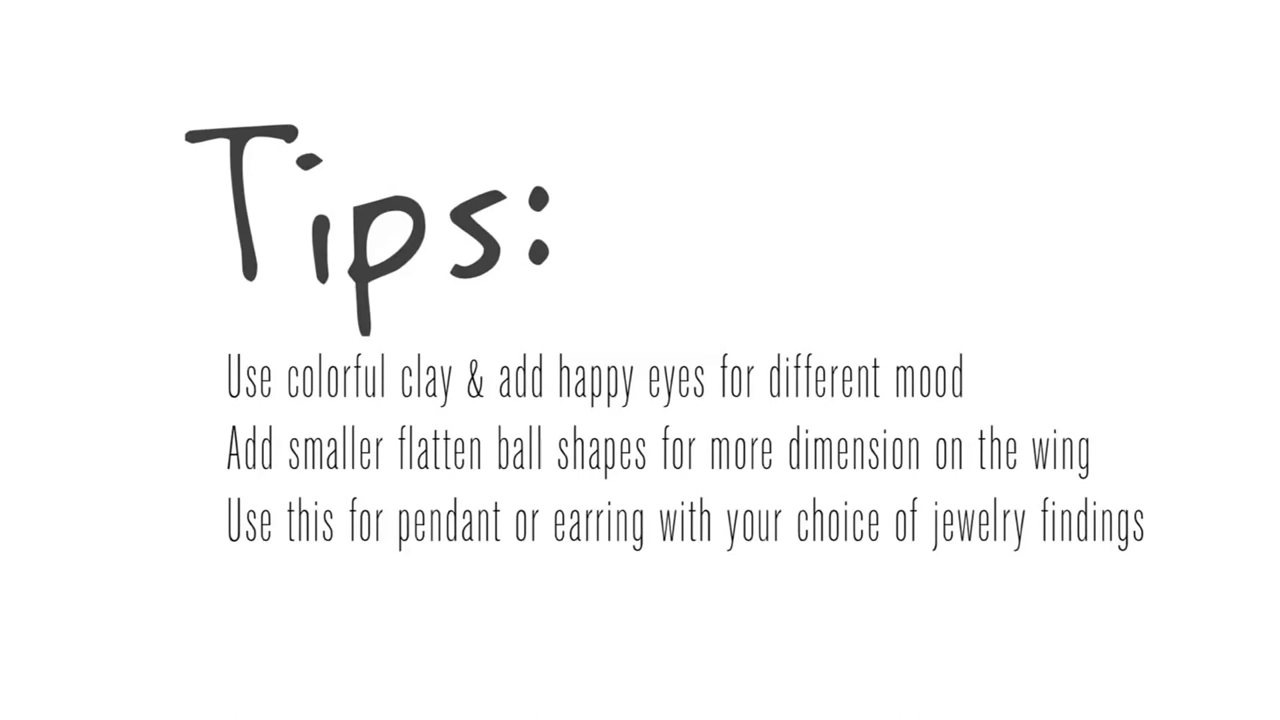 Tips:
Use colorful clay & add happy eyes for different mood
Add smaller flatten ball shapes for more dimension on the wing
Use this for pendant or earring with your choice of jewelry findings